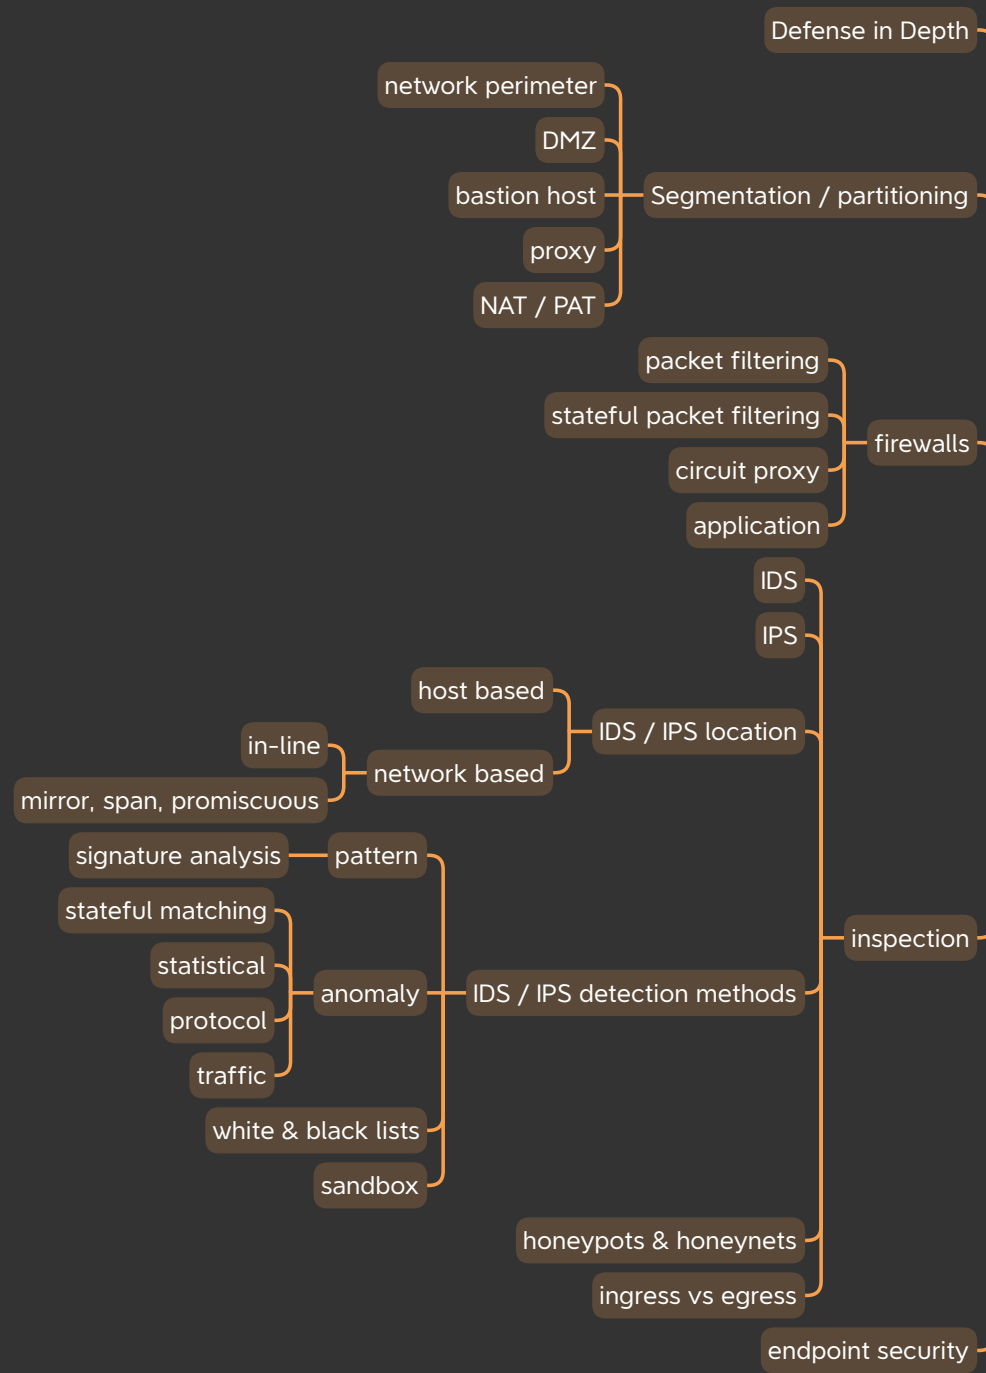 Defense in Depth
network perimeter
DMZ
bastion host
Segmentation / partitioning
proxy
NAT / PAT
packet filtering
stateful packet filtering
firewalls
circuit proxy
application
IDS
IPS
host based
IDS / IPS location
in-line
network based
mirror, span, promiscuous
signature analysis
pattern
stateful matching
inspection
statistical
anomaly
IDS / IPS detection methods
protocol
traffic
white & black lists
sandbox
honeypots & honeynets
ingress vs egress
endpoint security